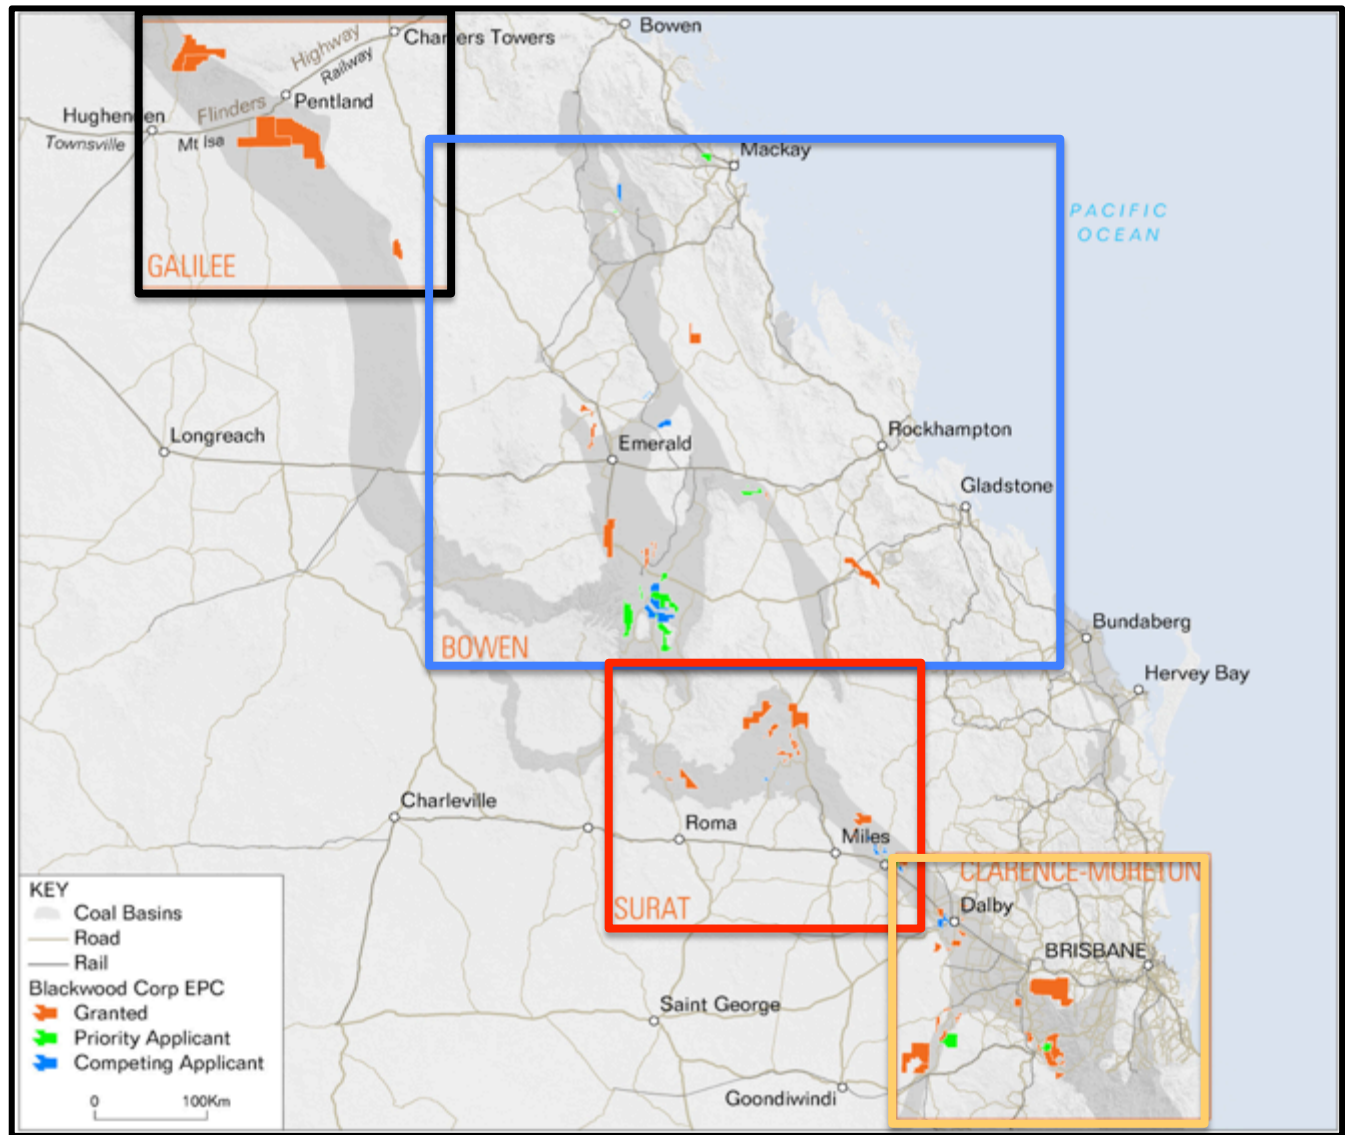 Bowen
Charters Towers
Highway
Railway
Pentland
Flinders
Hughenden
Townsville
Mt Isa
Mackay
PACIFIC
OCEAN
GALILEE
Longreach
Emerald
Rockhampton
Gladstone
BOWEN
Bundaberg
Hervey Bay
Charleville
Roma
Miles
SURAT
CLARENCE-MORETON
Dalby
BRISBANE
Saint George
Goondiwindi
KEY
Coal Basins
Road
Rail
Blackwood Corp EPC
Granted
Priority Applicant
Competing Applicant
0 100Km